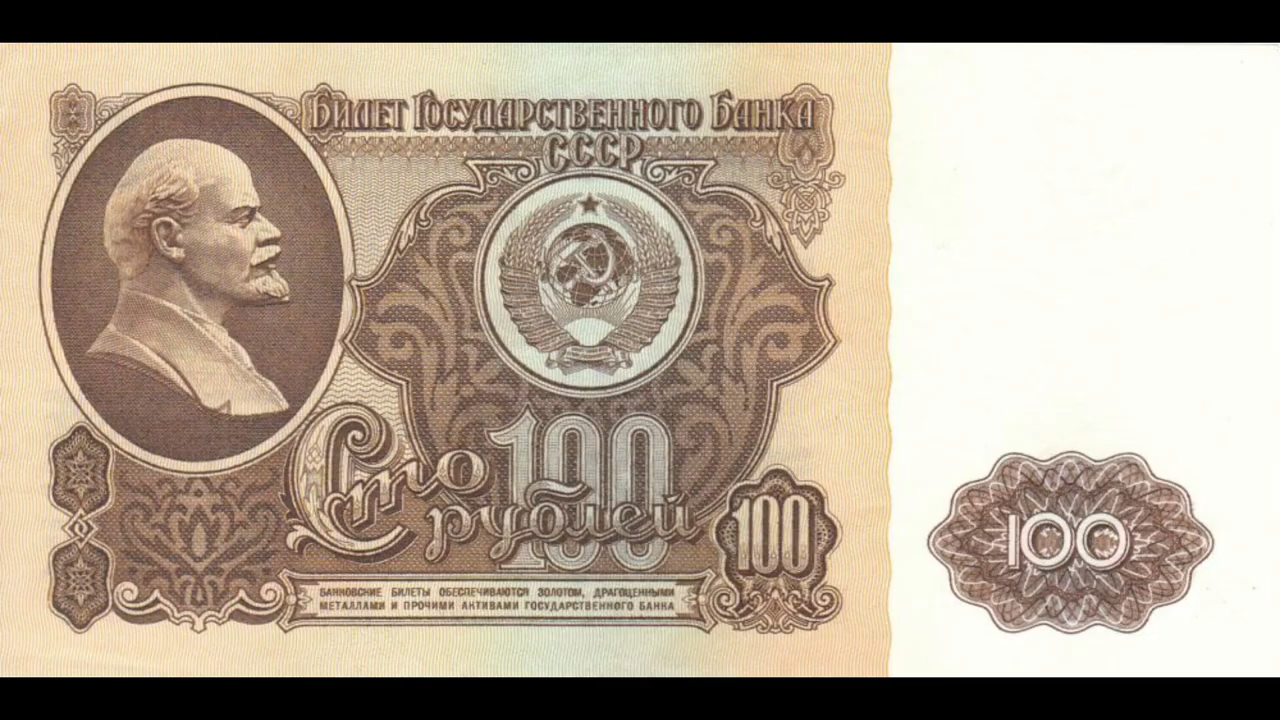 Билет Государственного Банка
СССР
100
Сто
рублей
100
100
БАНКОВСКИЕ БИЛЕТЫ ОБЕСПЕЧИВАЮТСЯ ЗОЛОТОМ, ДРАГОЦЕННЫМИ
МЕТАЛЛАМИ И ПРОЧИМИ АКТИВАМИ ГОСУДАРСТВЕННОГО БАНКА